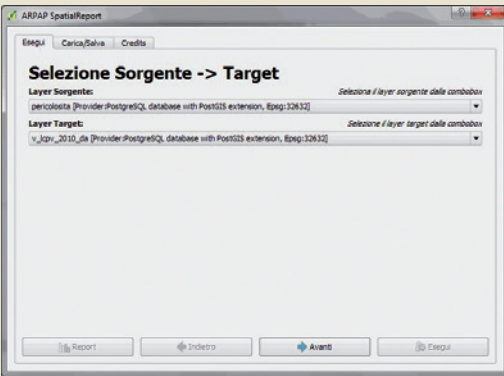 ARPAP SpatialReport
Esegui Carica/Salva Credits
Selezione Sorgente -> Target
Layer Sorgente: Seleziona il layer sorgente dalla combobox
pericolosita [Provider:PostgreSQL database with PostGIS extension, Epsg:32632]
Layer Target: Seleziona il layer target dalla combobox
v_lcpv_2010_da [Provider:PostgreSQL database with PostGIS extension, Epsg:32632]
Report Indietro Avanti Esegui